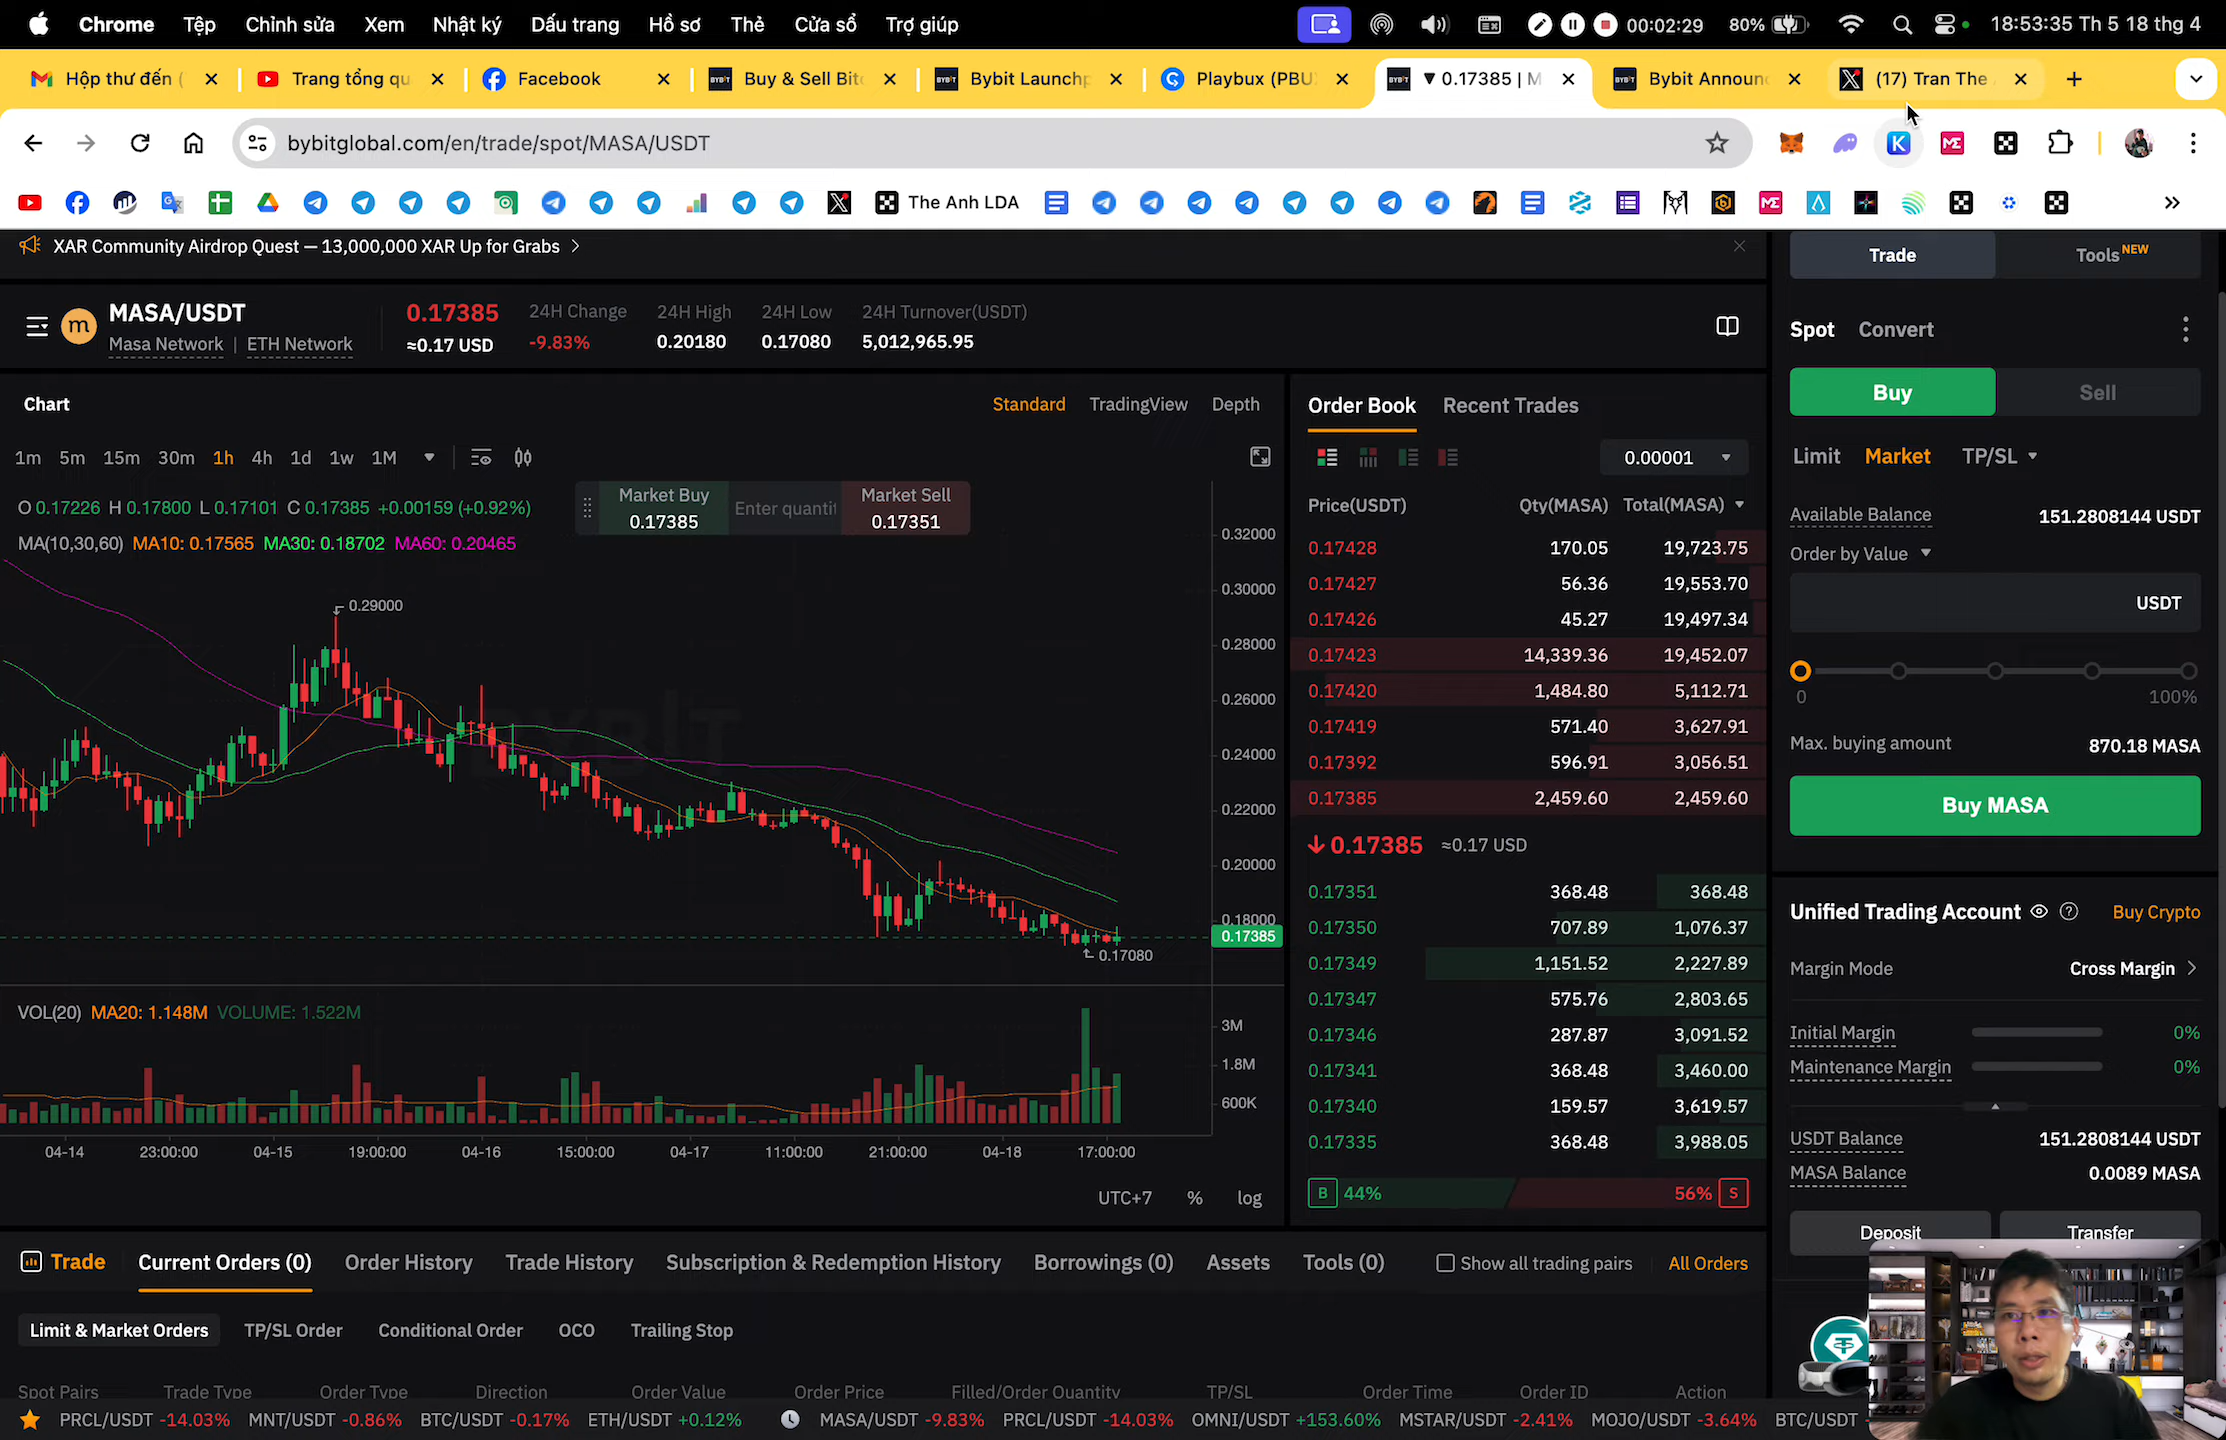 Chrome Tệp Chỉnh sửa Xem Nhật ký Dấu trang Hồ sơ Thẻ Cửa sổ Trợ giúp 00:02:29 80% 18:53:35 Th 5 18 thg 4
Hộp thư đến ( Trang tổng qu Facebook Buy & Sell Bit Bybit Launchp Playbux (PBU ▼ 0.17385 | M Bybit Announ (17) Tran The
bybitglobal.com/en/trade/spot/MASA/USDT
The Anh LDA
XAR Community Airdrop Quest — 13,000,000 XAR Up for Grabs
MASA/USDT
Masa Network | ETH Network
0.17385
≈0.17 USD
24H Change
-9.83%
24H High
0.20180
24H Low
0.17080
24H Turnover(USDT)
5,012,965.95
Chart
Standard TradingView Depth
1m 5m 15m 30m 1h 4h 1d 1w 1M
O 0.17226 H 0.17800 L 0.17101 C 0.17385 +0.00159 (+0.92%)
MA(10,30,60) MA10: 0.17565 MA30: 0.18702 MA60: 0.20465
Market Buy
0.17385
Enter quantit
Market Sell
0.17351
0.29000
0.17080
BYBIT
0.32000
0.30000
0.28000
0.26000
0.24000
0.22000
0.20000
0.18000
0.17385
VOL(20) MA20: 1.148M VOLUME: 1.522M
3M
1.8M
600K
04-14 23:00:00 04-15 19:00:00 04-16 15:00:00 04-17 11:00:00 21:00:00 04-18 17:00:00
UTC+7 % log
Order Book Recent Trades
0.00001
Price(USDT) Qty(MASA) Total(MASA)
0.17428 170.05 19,723.75
0.17427 56.36 19,553.70
0.17426 45.27 19,497.34
0.17423 14,339.36 19,452.07
0.17420 1,484.80 5,112.71
0.17419 571.40 3,627.91
0.17392 596.91 3,056.51
0.17385 2,459.60 2,459.60
0.17385 ≈0.17 USD
0.17351 368.48 368.48
0.17350 707.89 1,076.37
0.17349 1,151.52 2,227.89
0.17347 575.76 2,803.65
0.17346 287.87 3,091.52
0.17341 368.48 3,460.00
0.17340 159.57 3,619.57
0.17335 368.48 3,988.05
B 44% 56% S
Trade Tools NEW
Spot Convert
Buy Sell
Limit Market TP/SL
Available Balance 151.2808144 USDT
Order by Value
USDT
0 100%
Max. buying amount 870.18 MASA
Buy MASA
Unified Trading Account Buy Crypto
Margin Mode Cross Margin
Initial Margin 0%
Maintenance Margin 0%
USDT Balance 151.2808144 USDT
MASA Balance 0.0089 MASA
Deposit Transfer
Trade Current Orders (0) Order History Trade History Subscription & Redemption History Borrowings (0) Assets Tools (0) Show all trading pairs All Orders
Limit & Market Orders TP/SL Order Conditional Order OCO Trailing Stop
Spot Pairs Trade Type Order Type Direction Order Value Order Price Filled/Order Quantity TP/SL Order Time Order ID Action
PRCL/USDT -14.03% MNT/USDT -0.86% BTC/USDT -0.17% ETH/USDT +0.12% MASA/USDT -9.83% PRCL/USDT -14.03% OMNI/USDT +153.60% MSTAR/USDT -2.41% MOJO/USDT -3.64% BTC/USDT